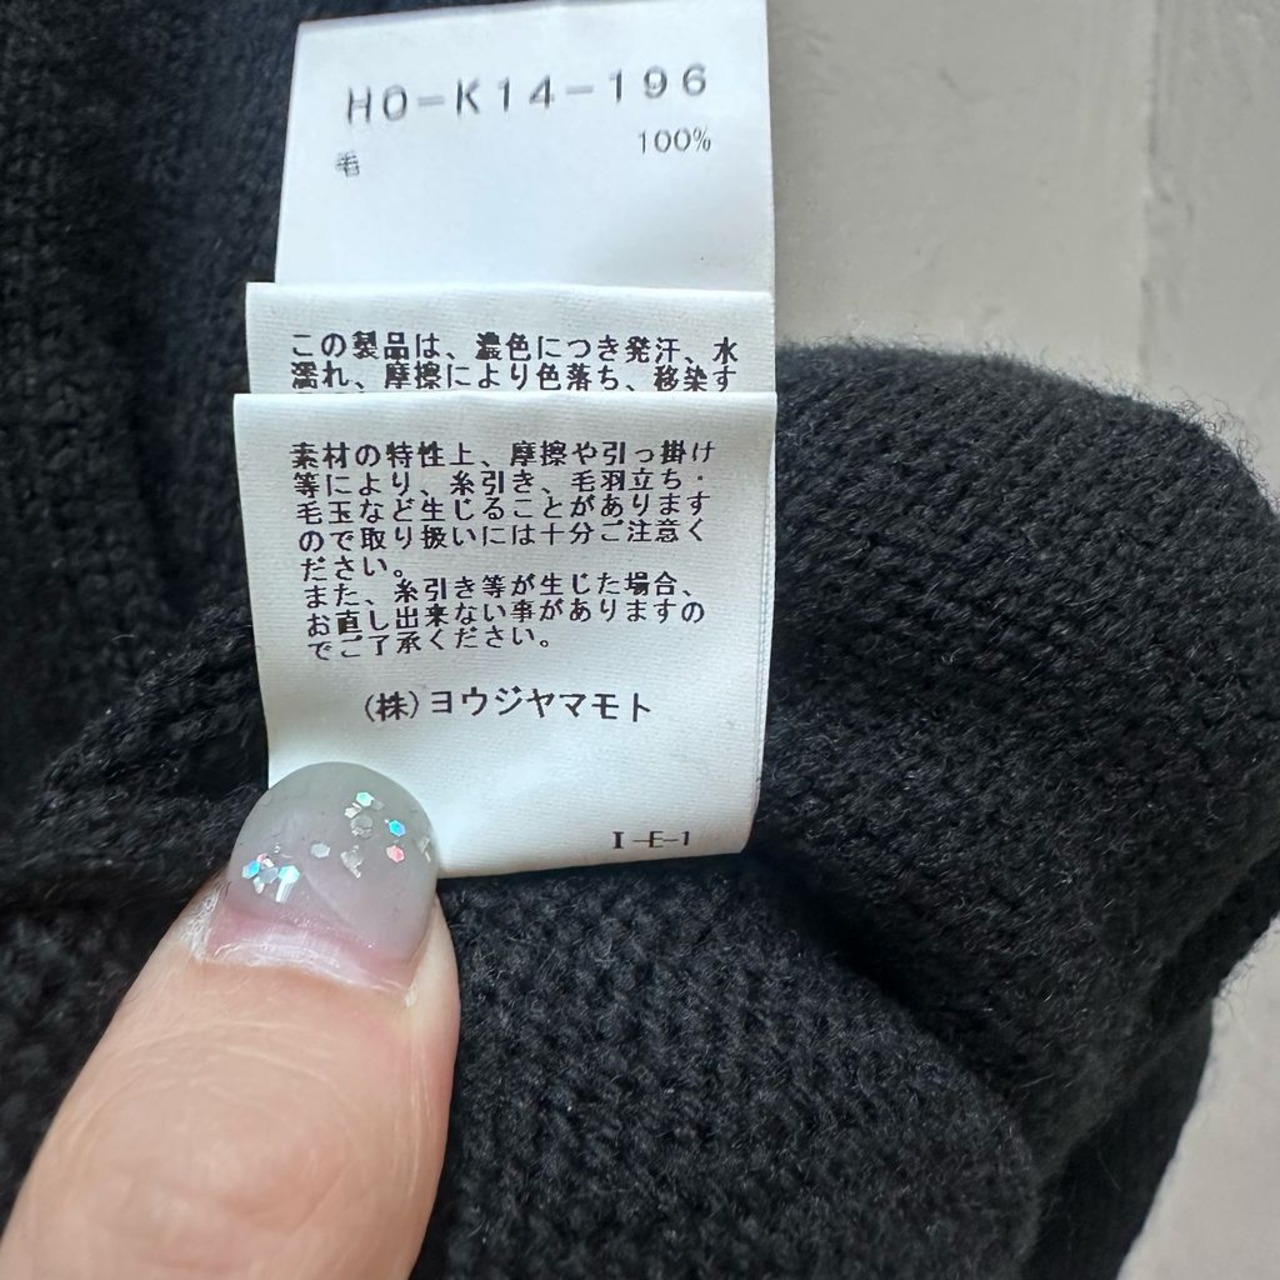 HO-K14-196
毛 100%
この製品は、濃色につき発汗、水
濡れ、摩擦により色落ち、移染す
素材の特性上、摩擦や引っ掛け
等により、糸引き、毛羽立ち・
毛玉など生じることがあります
ので取り扱いには十分ご注意く
ださい。
また、糸引き等が生じた場合、
お直し出来ない事がありますの
でご了承ください。
(株)ヨウジヤマモト
I-E-1